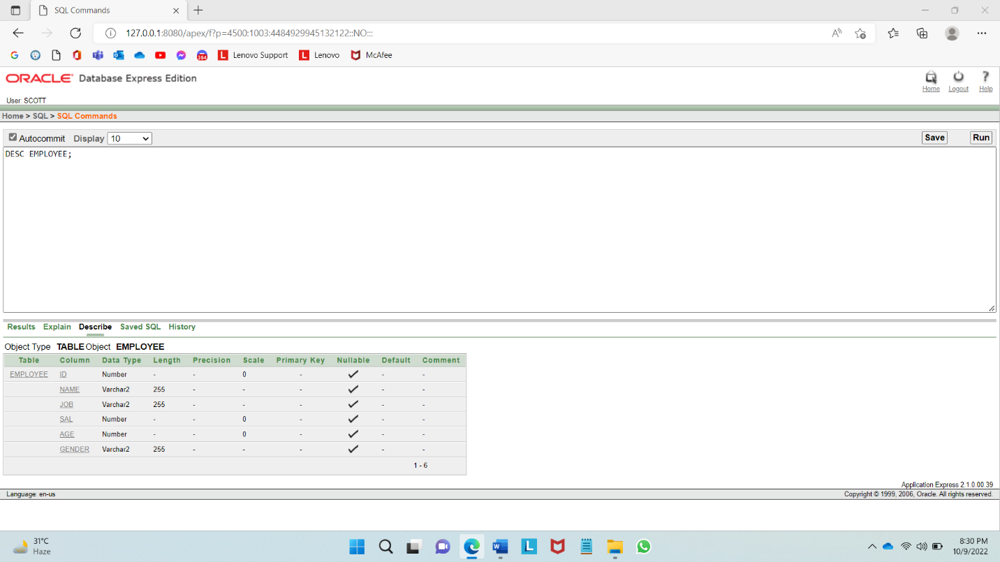 SQL Commands
127.0.0.1:8080/apex/f?p=4500:1003:4484929945132122::NO:::
354 Lenovo Support Lenovo McAfee
ORACLE Database Express Edition
Home Logout Help
User: SCOTT
Home > SQL > SQL Commands
Autocommit Display 10 Save Run
DESC EMPLOYEE;
Results Explain Describe Saved SQL History
Object Type TABLE Object EMPLOYEE
Table Column Data Type Length Precision Scale Primary Key Nullable Default Comment
EMPLOYEE ID Number - - 0 - - -
NAME Varchar2 255 - - - - -
JOB Varchar2 255 - - - - -
SAL Number - - 0 - - -
AGE Number - - 0 - - -
GENDER Varchar2 255 - - - - -
1 - 6
Application Express 2.1.0.00.39
Language: en-us Copyright © 1999, 2006, Oracle. All rights reserved.
31°C
Haze
8:30 PM
10/9/2022